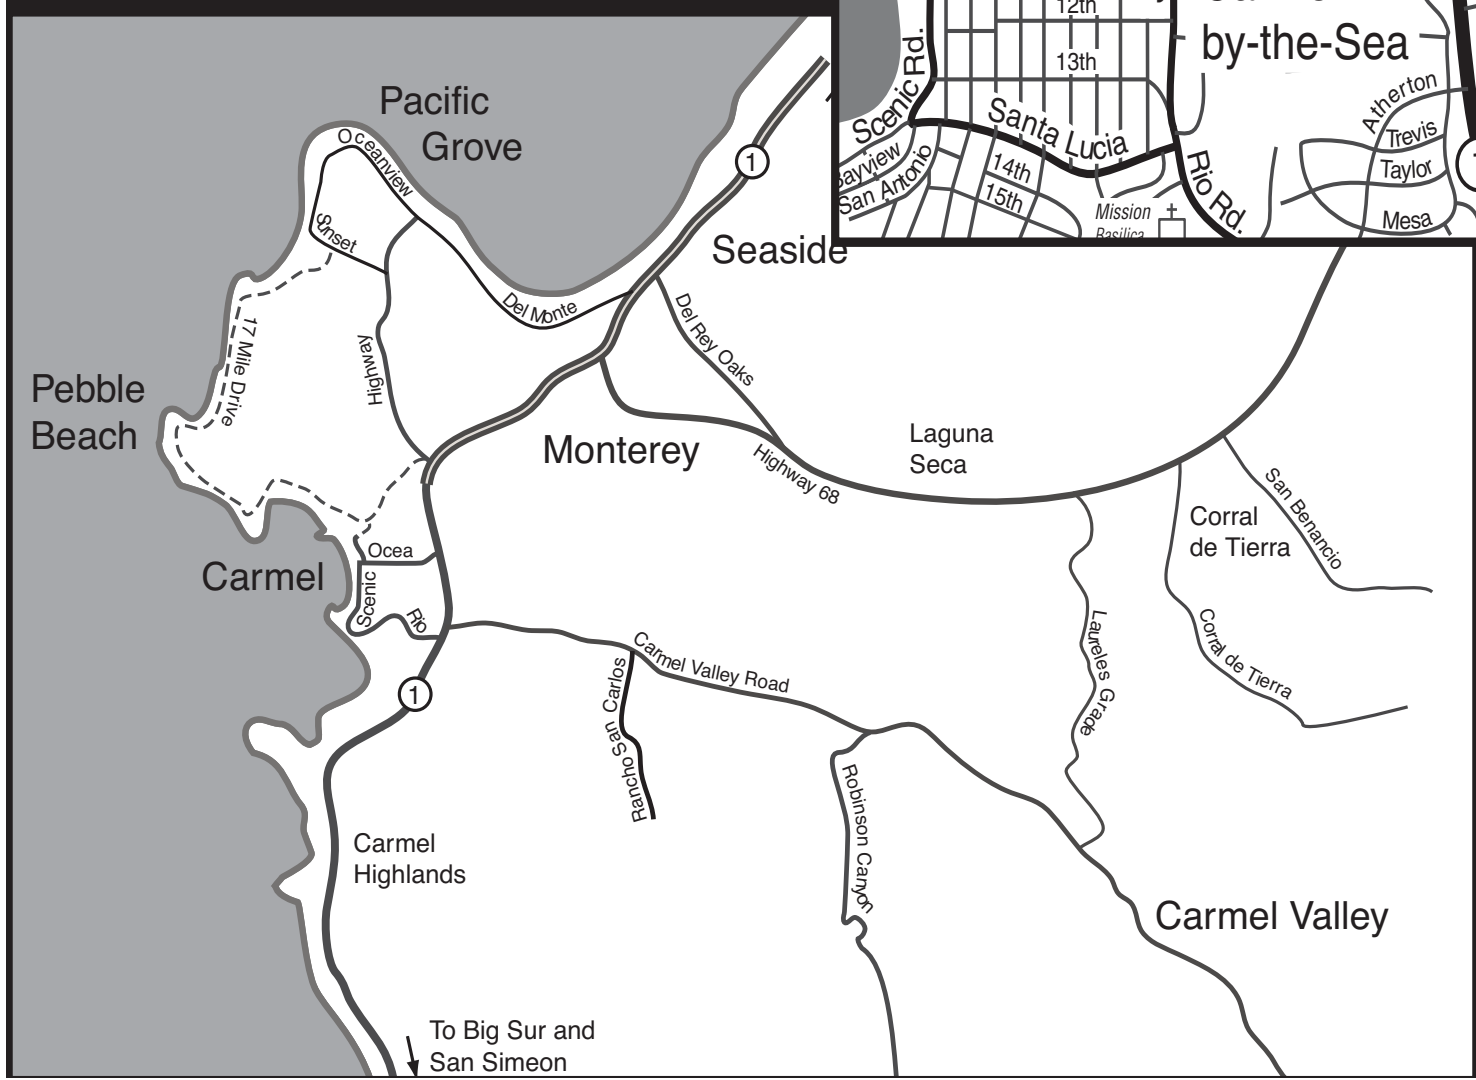 12th
by-the-Sea
13th
Scenic Rd.
Santa Lucia
Atherton
Trevis
Taylor
Mesa
Bayview
San Antonio
14th
15th
Mission
Basilica
Rio Rd.
Pacific
Grove
Oceanview
1
Sunset
Seaside
Del Monte
Del Rey Oaks
17 Mile Drive
Highway
Pebble
Beach
Monterey
Highway 68
Laguna
Seca
San Benancio
Corral
de Tierra
Carmel
Ocea
Scenic
Rio
Laureles Grade
Corral de Tierra
Carmel Valley Road
Rancho San Carlos
1
Robinson Canyon
Carmel
Highlands
Carmel Valley
To Big Sur and
San Simeon